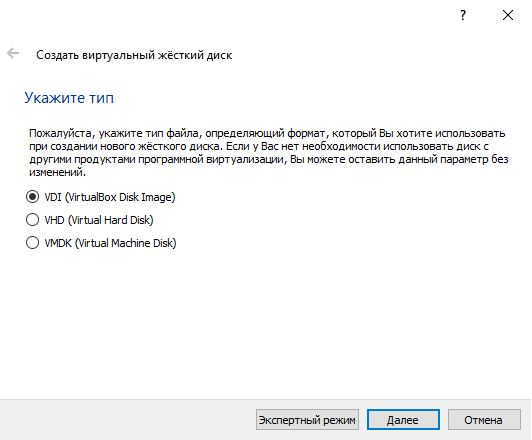 ?
Создать виртуальный жёсткий диск
Укажите тип
Пожалуйста, укажите тип файла, определяющий формат, который Вы хотите использовать
при создании нового жёсткого диска. Если у Вас нет необходимости использовать диск с
другими продуктами программной виртуализации, Вы можете оставить данный параметр без
изменений.
VDI (VirtualBox Disk Image)
VHD (Virtual Hard Disk)
VMDK (Virtual Machine Disk)
Экспертный режим Далее Отмена